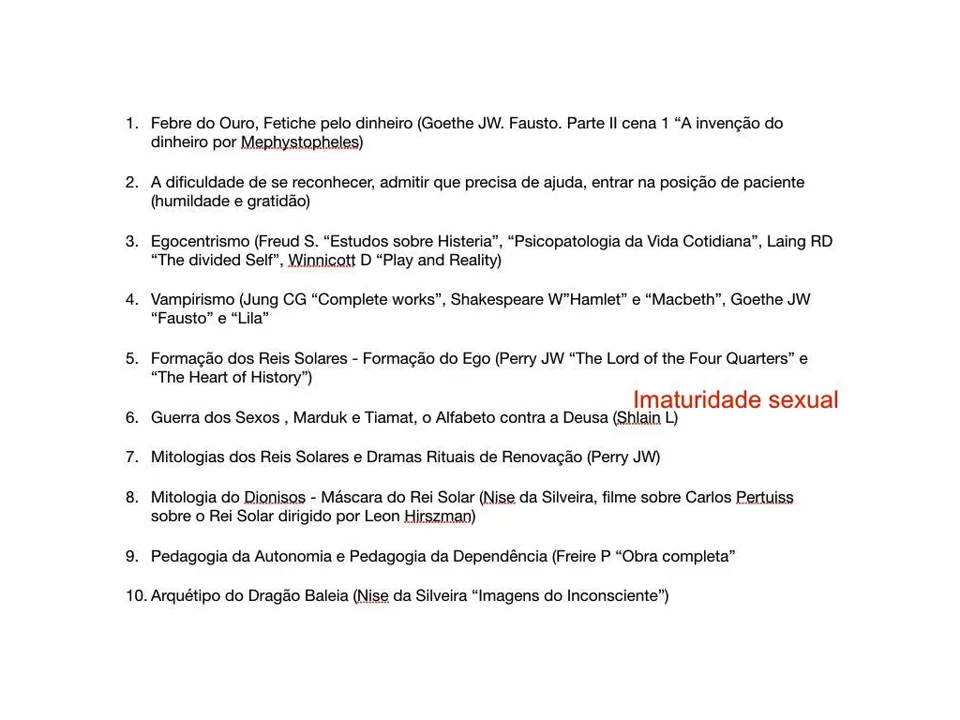 1. Febre do Ouro, Fetiche pelo dinheiro (Goethe JW. Fausto. Parte II cena 1 “A invenção do
dinheiro por Mephystopheles)
2. A dificuldade de se reconhecer, admitir que precisa de ajuda, entrar na posição de paciente
(humildade e gratidão)
3. Egocentrismo (Freud S. “Estudos sobre Histeria”, “Psicopatologia da Vida Cotidiana”, Laing RD
“The divided Self”, Winnicott D “Play and Reality)
4. Vampirismo (Jung CG “Complete works”, Shakespeare W”Hamlet” e “Macbeth”, Goethe JW
“Fausto” e “Lila”
5. Formação dos Reis Solares - Formação do Ego (Perry JW “The Lord of the Four Quarters” e
“The Heart of History”)
Imaturidade sexual
6. Guerra dos Sexos , Marduk e Tiamat, o Alfabeto contra a Deusa (Shlain L)
7. Mitologias dos Reis Solares e Dramas Rituais de Renovação (Perry JW)
8. Mitologia do Dionisos - Máscara do Rei Solar (Nise da Silveira, filme sobre Carlos Pertuiss
sobre o Rei Solar dirigido por Leon Hirszman)
9. Pedagogia da Autonomia e Pedagogia da Dependência (Freire P “Obra completa”
10. Arquétipo do Dragão Baleia (Nise da Silveira “Imagens do Inconsciente”)